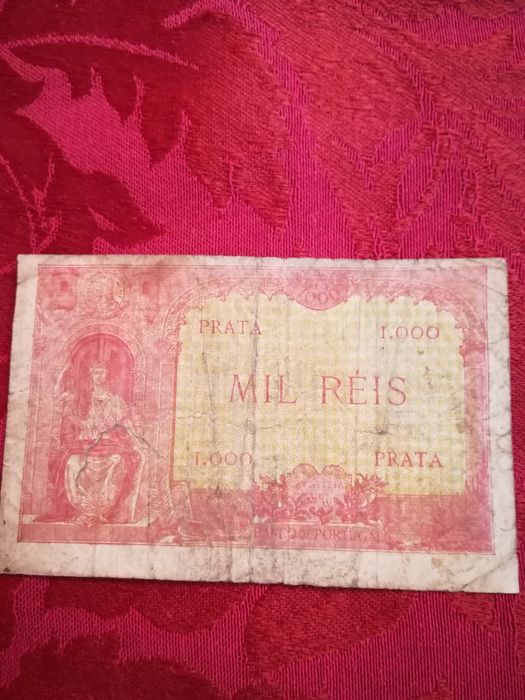 PRATA 1.000
MIL RÉIS
1.000 PRATA
BANCO DE PORTUGAL